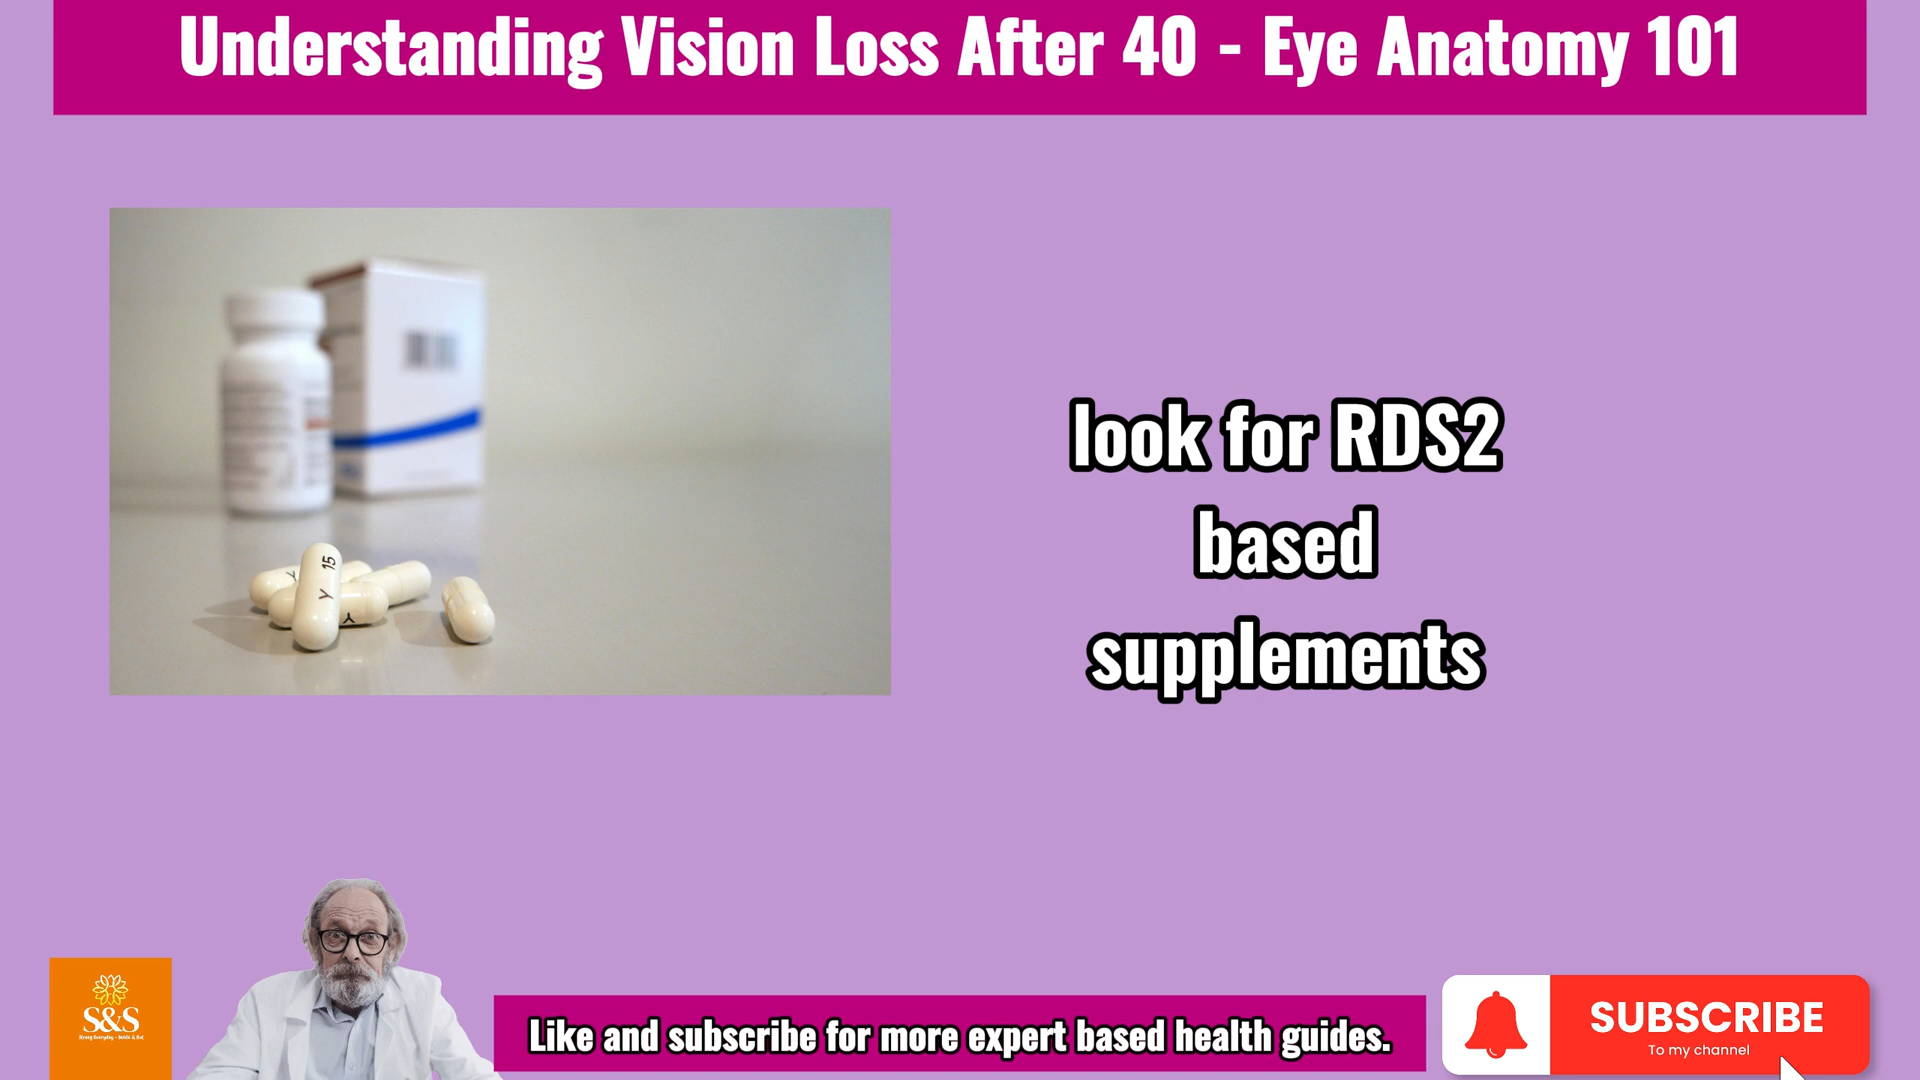 Understanding Vision Loss After 40 - Eye Anatomy 101
look for RDS2
based
supplements
Y 15
Y
Y
S&S
Like and subscribe for more expert based health guides.
SUBSCRIBE
To my channel